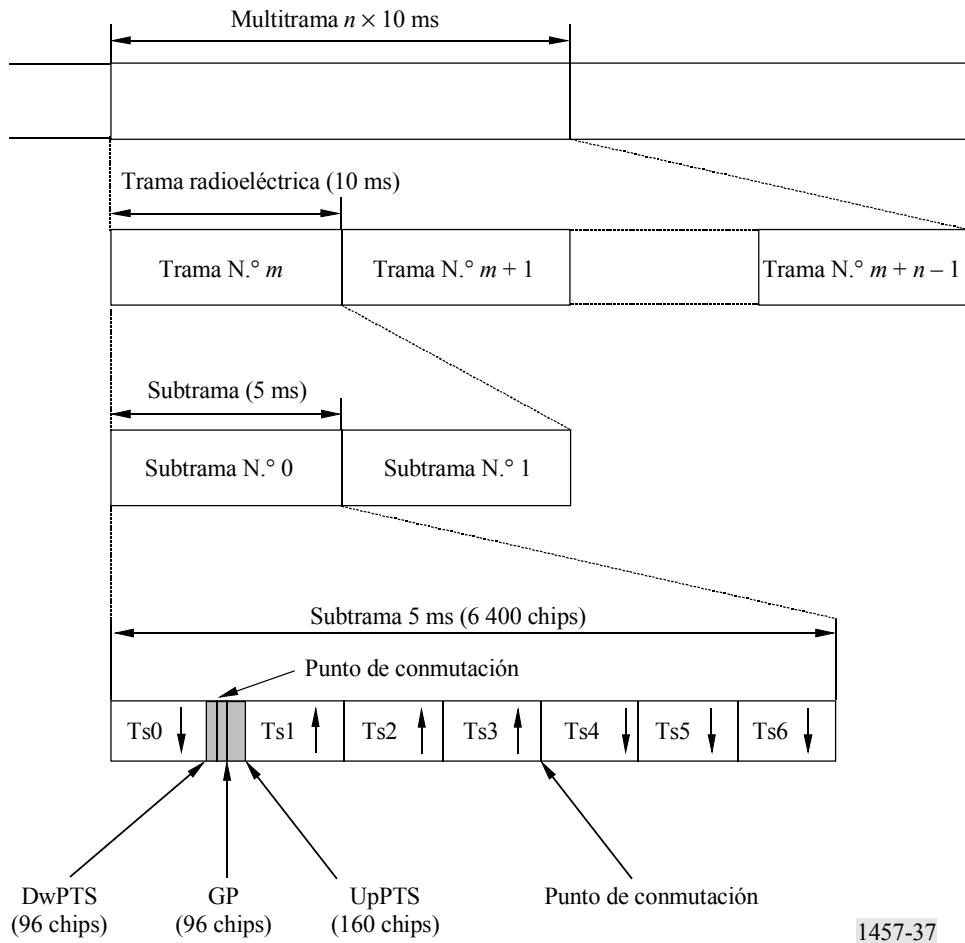 Multitrama n × 10 ms
Trama radioeléctrica (10 ms)
Trama N.° m
Trama N.° m + 1
Trama N.° m + n – 1
Subtrama (5 ms)
Subtrama N.° 0
Subtrama N.° 1
Subtrama 5 ms (6 400 chips)
Punto de conmutación
Ts0
Ts1
Ts2
Ts3
Ts4
Ts5
Ts6
DwPTS
(96 chips)
GP
(96 chips)
UpPTS
(160 chips)
Punto de conmutación
1457-37